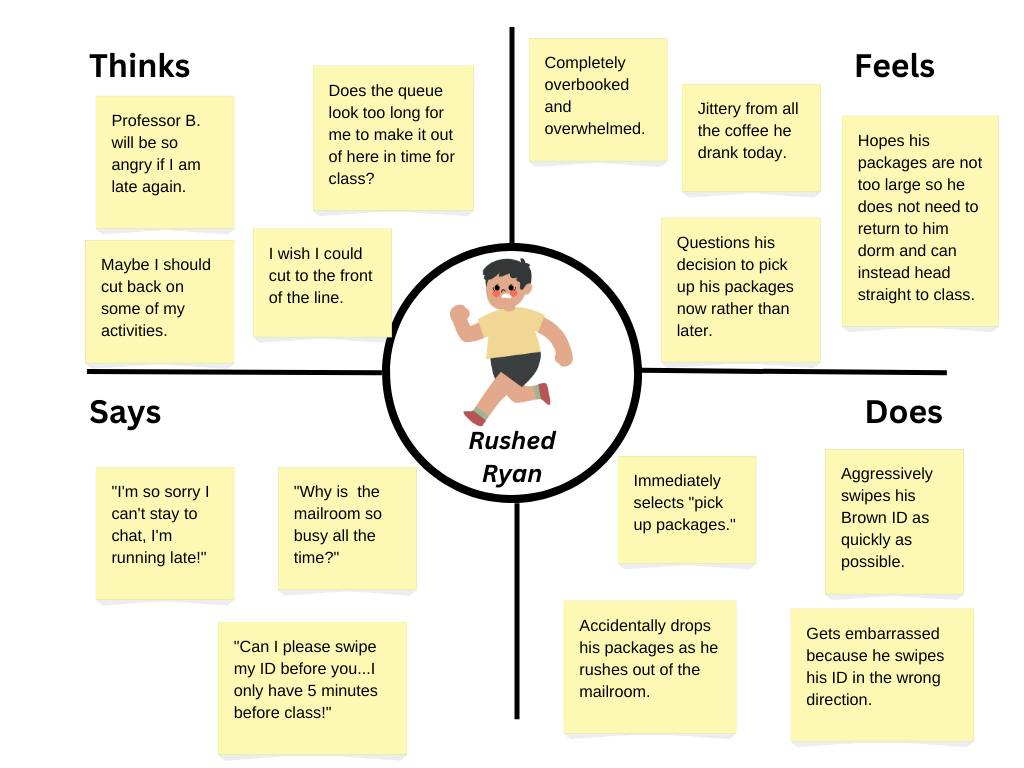 Thinks
Professor B.
will be so
angry if I am
late again.
Does the queue
look too long for
me to make it out
of here in time for
class?
Maybe I should
cut back on
some of my
activities.
I wish I could
cut to the front
of the line.
Feels
Completely
overbooked
and
overwhelmed.
Jittery from all
the coffee he
drank today.
Hopes his
packages are not
too large so he
does not need to
return to him
dorm and can
instead head
straight to class.
Questions his
decision to pick
up his packages
now rather than
later.
Rushed
Ryan
Says
"I'm so sorry I
can't stay to
chat, I'm
running late!"
"Why is  the
mailroom so
busy all the
time?"
"Can I please swipe
my ID before you...I
only have 5 minutes
before class!"
Does
Immediately
selects "pick
up packages."
Aggressively
swipes his
Brown ID as
quickly as
possible.
Accidentally drops
his packages as he
rushes out of the
mailroom.
Gets embarrassed
because he swipes
his ID in the wrong
direction.